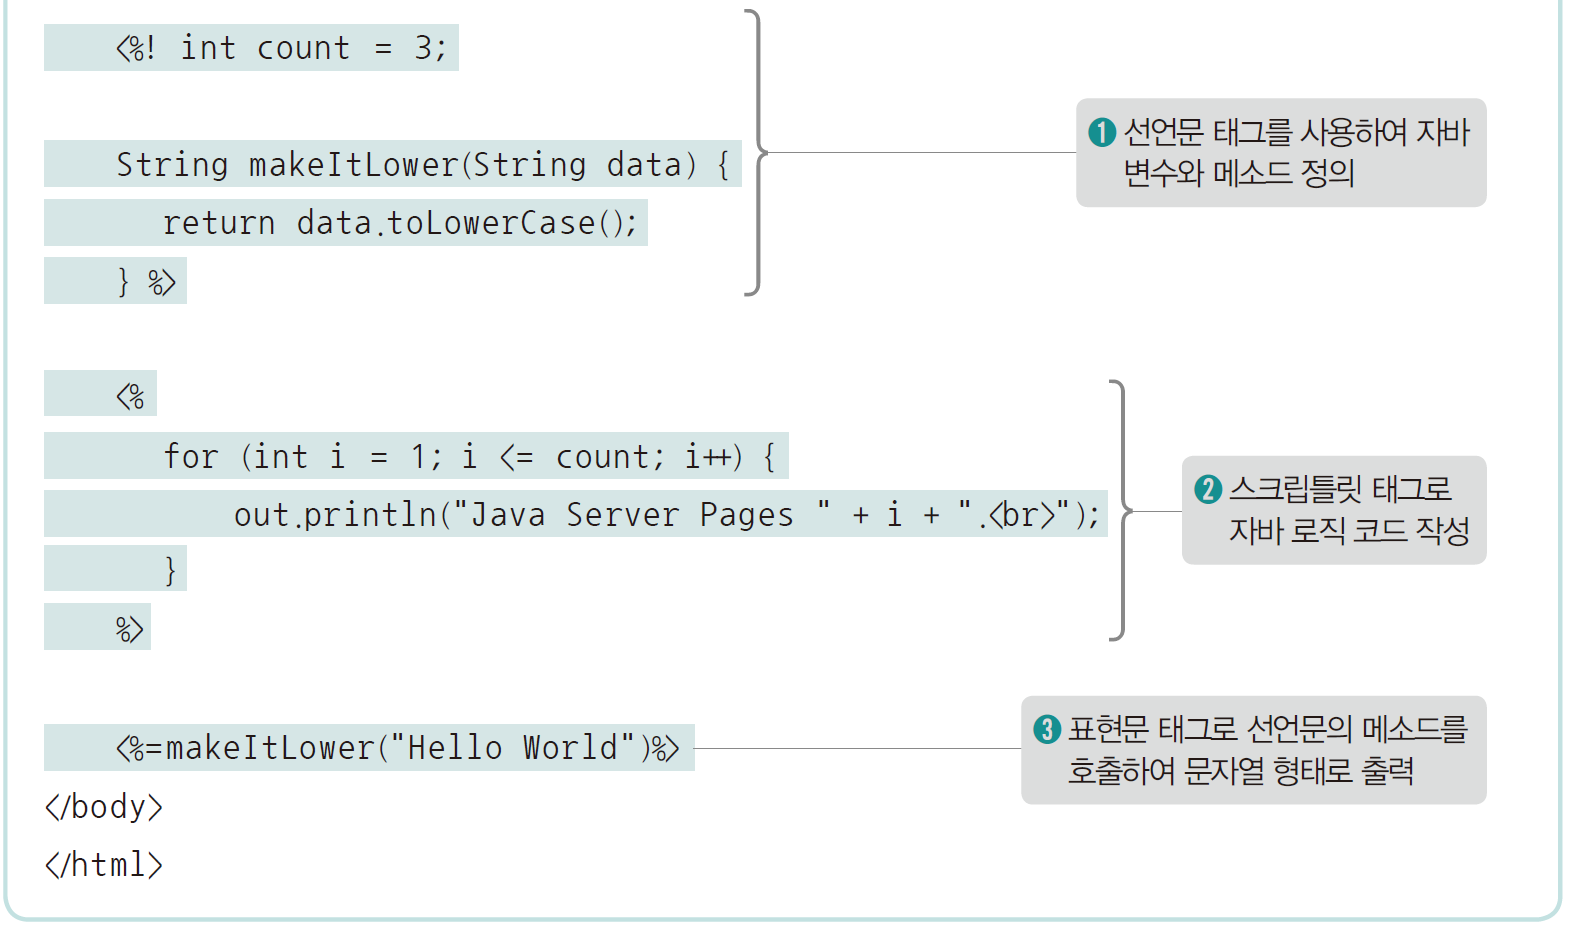 <%! int count = 3;
String makeItLower(String data) {
return data.toLowerCase();
} %>
❶ 선언문 태그를 사용하여 자바
변수와 메소드 정의
<%
for (int i = 1; i <= count; i++) {
out.println("Java Server Pages " + i + ".<br>");
}
%>
❷ 스크립틀릿 태그로
자바 로직 코드 작성
<%=makeItLower("Hello World")%>
❸ 표현문 태그로 선언문의 메소드를
호출하여 문자열 형태로 출력
</body>
</html>